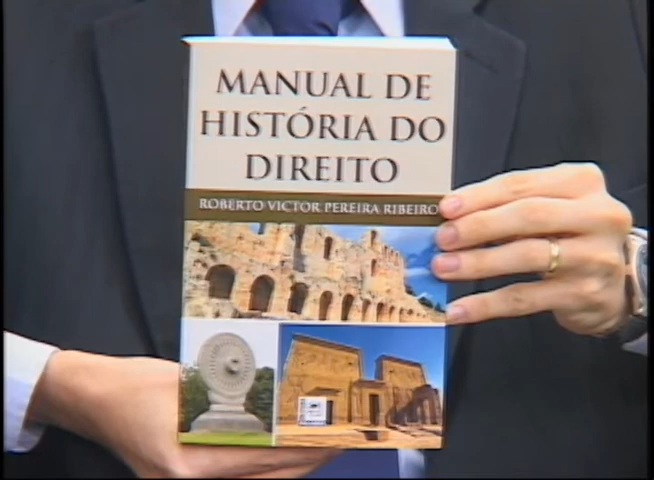 MANUAL DE
HISTÓRIA DO
DIREITO
ROBERTO VICTOR PEREIRA RIBEIRO